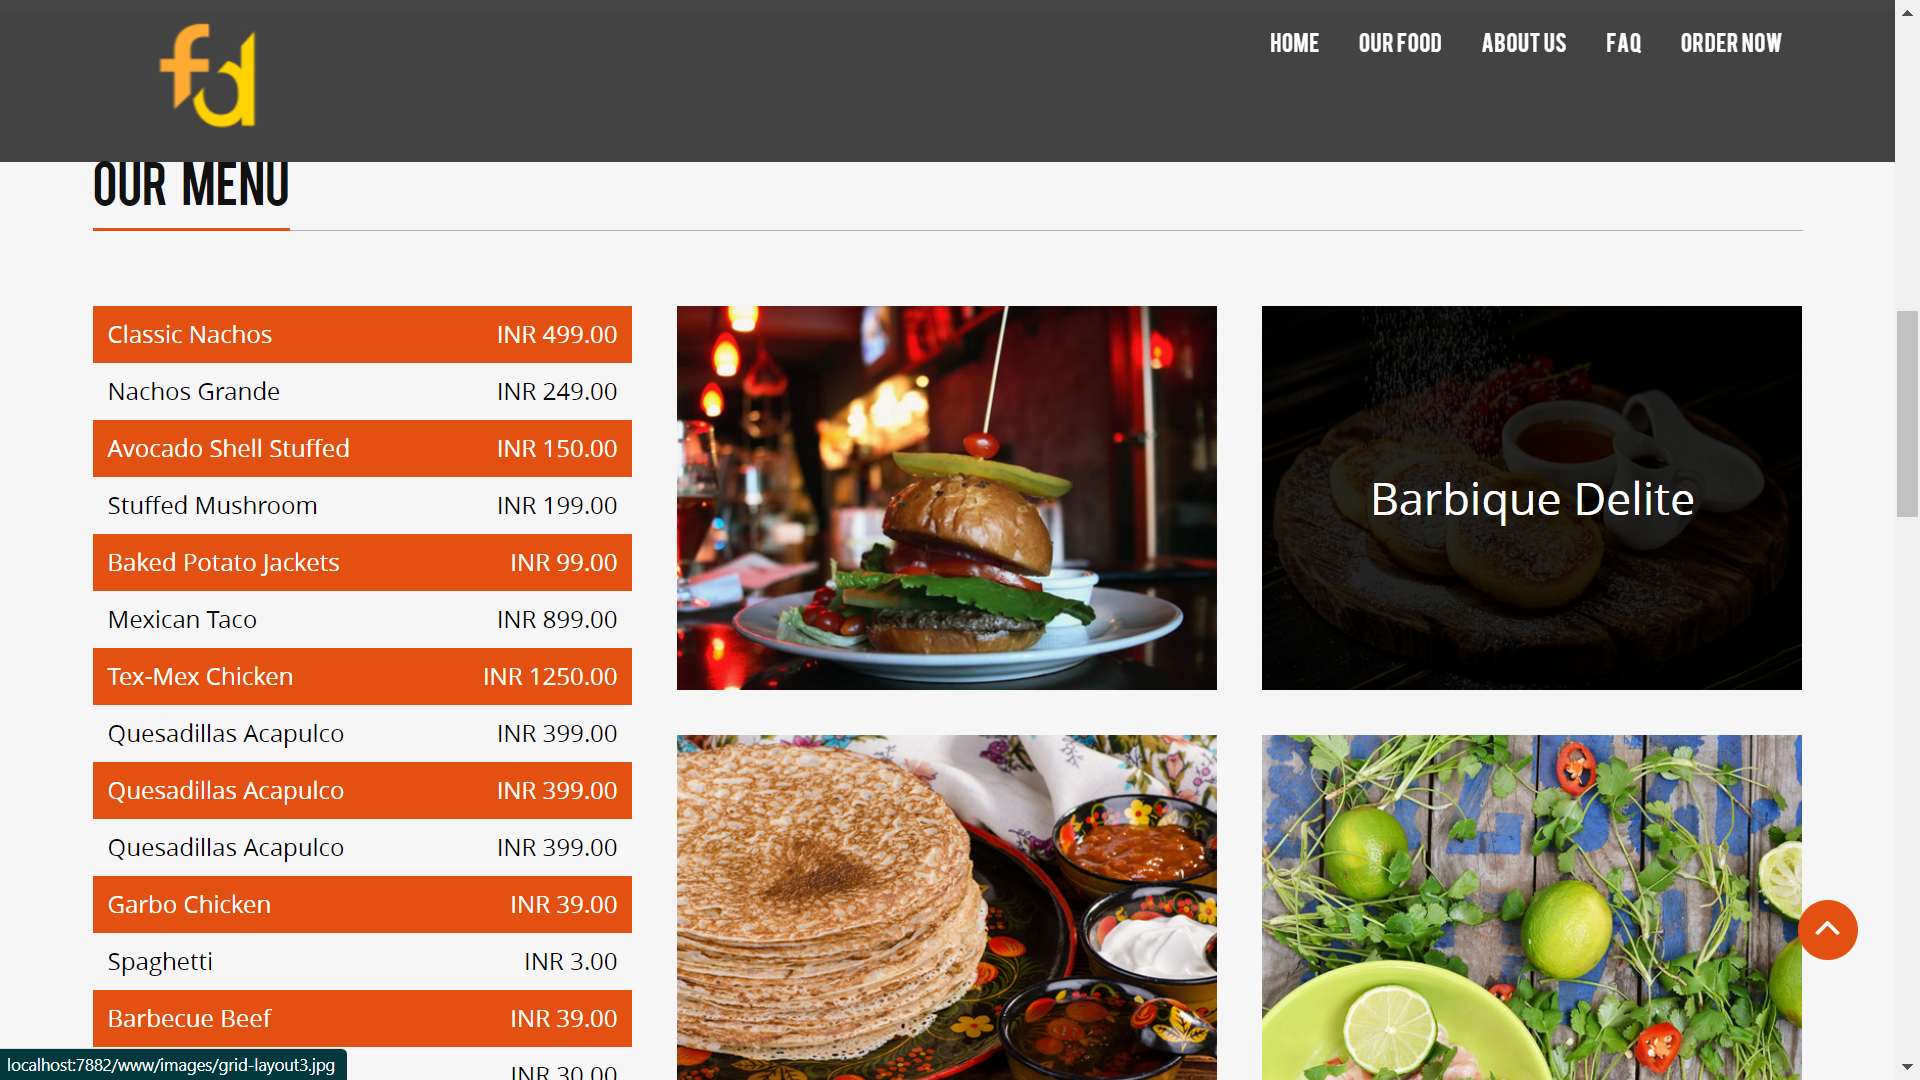 fd
HOME OUR FOOD ABOUT US FAQ ORDER NOW
OUR MENU
Classic Nachos INR 499.00
Nachos Grande INR 249.00
Avocado Shell Stuffed INR 150.00
Stuffed Mushroom INR 199.00
Baked Potato Jackets INR 99.00
Mexican Taco INR 899.00
Tex-Mex Chicken INR 1250.00
Quesadillas Acapulco INR 399.00
Quesadillas Acapulco INR 399.00
Quesadillas Acapulco INR 399.00
Garbo Chicken INR 39.00
Spaghetti INR 3.00
Barbecue Beef INR 39.00
INR 30.00
Barbique Delite
localhost:7882/www/images/grid-layout3.jpg